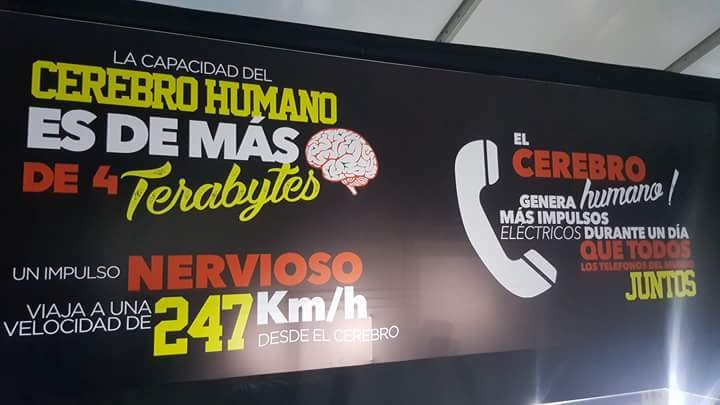 LA CAPACIDAD DEL
CEREBRO HUMANO
ES DE MÁS
DE 4 Terabytes
UN IMPULSO NERVIOSO
VIAJA A UNA
VELOCIDAD DE 247 Km/h
DESDE EL CEREBRO
EL
CEREBRO
humano!
GENERA
MÁS IMPULSOS
ELÉCTRICOS DURANTE UN DÍA
QUE TODOS
LOS TELEFONOS DEL MUNDO
JUNTOS